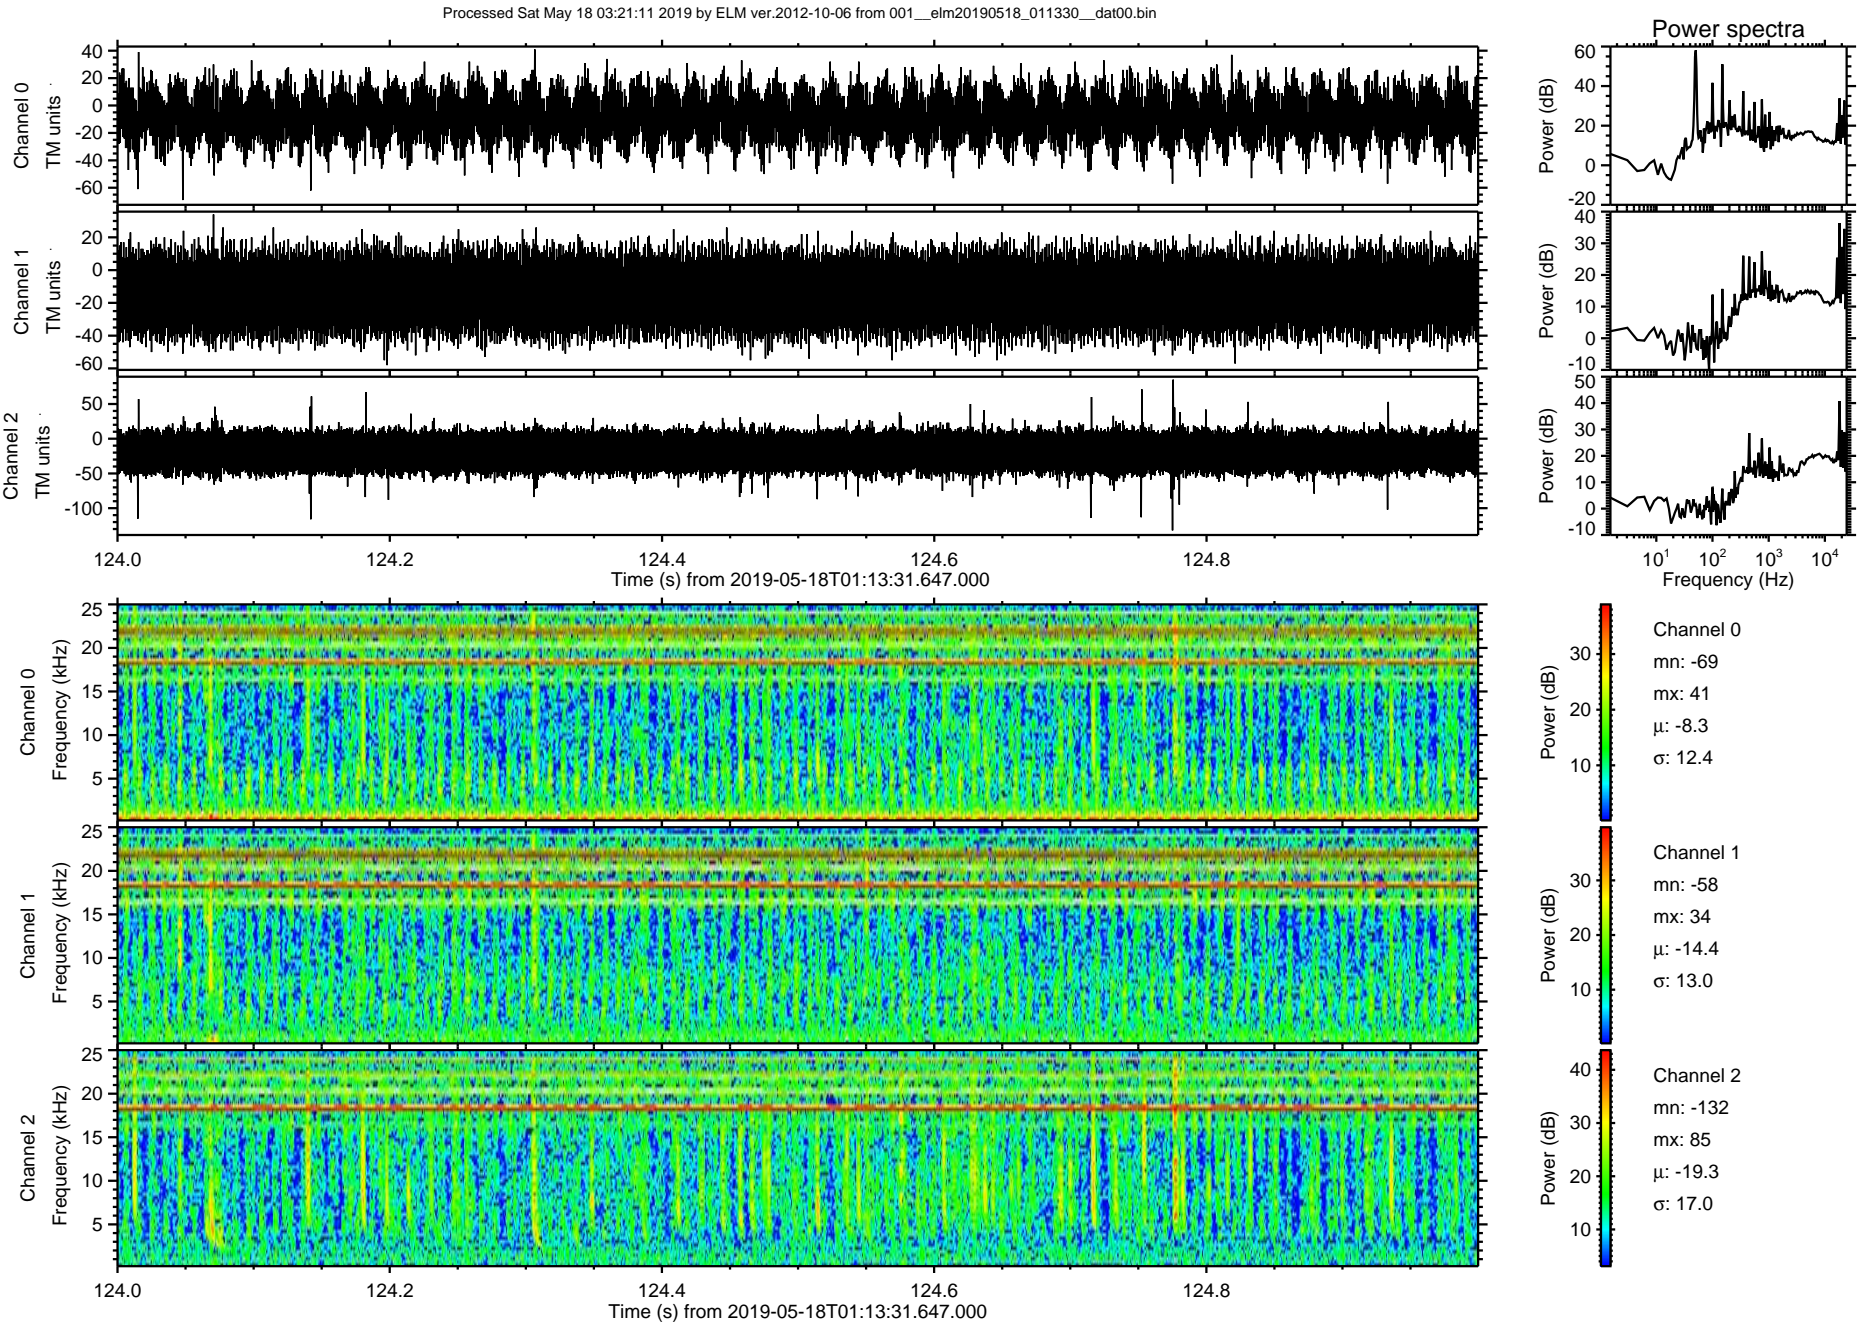 Processed Sat May 18 03:21:11 2019 by ELM ver.2012-10-06 from 001__elm20190518_011330__dat00.bin
Power spectra
Channel 0
TM units
40
20
0
-20
-40
-60
Power (dB)
60
40
20
0
-20
Channel 1
TM units
20
0
-20
-40
-60
Power (dB)
40
30
20
10
0
-10
Channel 2
TM units
50
0
-50
-100
Power (dB)
50
40
30
20
10
0
-10
124.0 124.2 124.4 124.6 124.8
Time (s) from 2019-05-18T01:13:31.647.000
10^1 10^2 10^3 10^4
Frequency (Hz)
Channel 0
Frequency (kHz)
25
20
15
10
5
Power (dB)
30
20
10
Channel 0
mn: -69
mx: 41
μ: -8.3
σ: 12.4
Channel 1
Frequency (kHz)
25
20
15
10
5
Power (dB)
30
20
10
Channel 1
mn: -58
mx: 34
μ: -14.4
σ: 13.0
Channel 2
Frequency (kHz)
25
20
15
10
5
Power (dB)
40
30
20
10
Channel 2
mn: -132
mx: 85
μ: -19.3
σ: 17.0
124.0 124.2 124.4 124.6 124.8
Time (s) from 2019-05-18T01:13:31.647.000